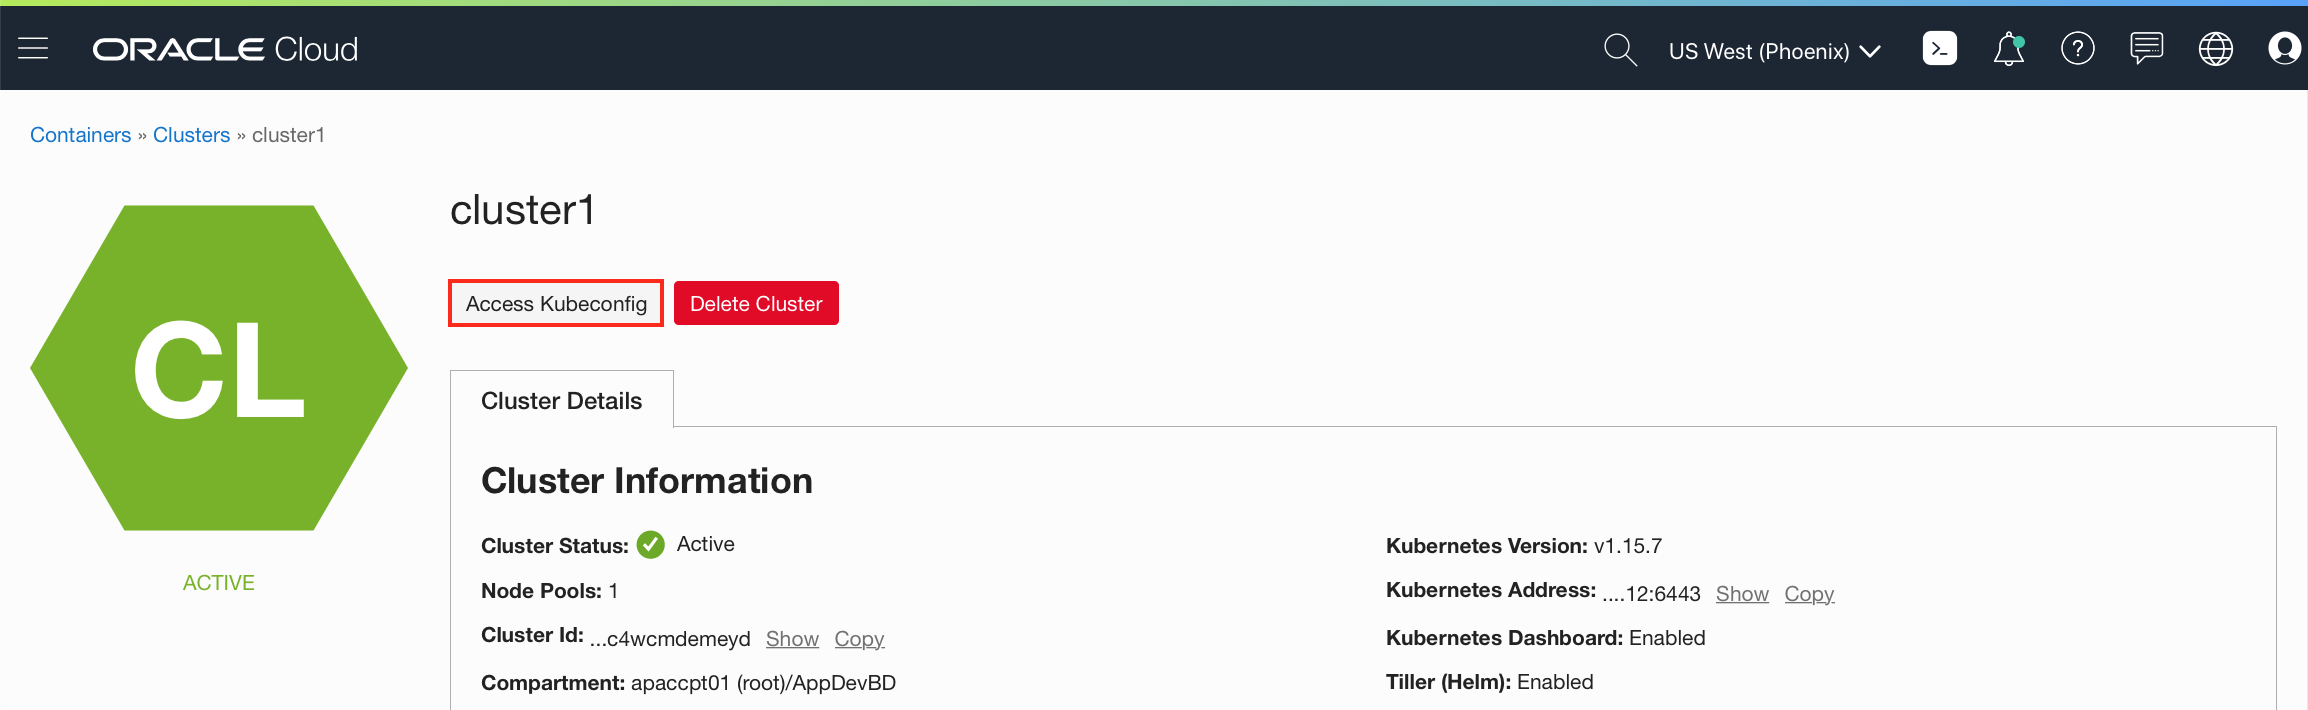 ORACLE Cloud
US West (Phoenix)
Containers » Clusters » cluster1
CL
ACTIVE
cluster1
Access Kubeconfig
Delete Cluster
Cluster Details
Cluster Information
Cluster Status: Active
Node Pools: 1
Cluster Id: ...c4wcmdemeyd Show Copy
Compartment: apaccpt01 (root)/AppDevBD
Kubernetes Version: v1.15.7
Kubernetes Address: ....12:6443 Show Copy
Kubernetes Dashboard: Enabled
Tiller (Helm): Enabled